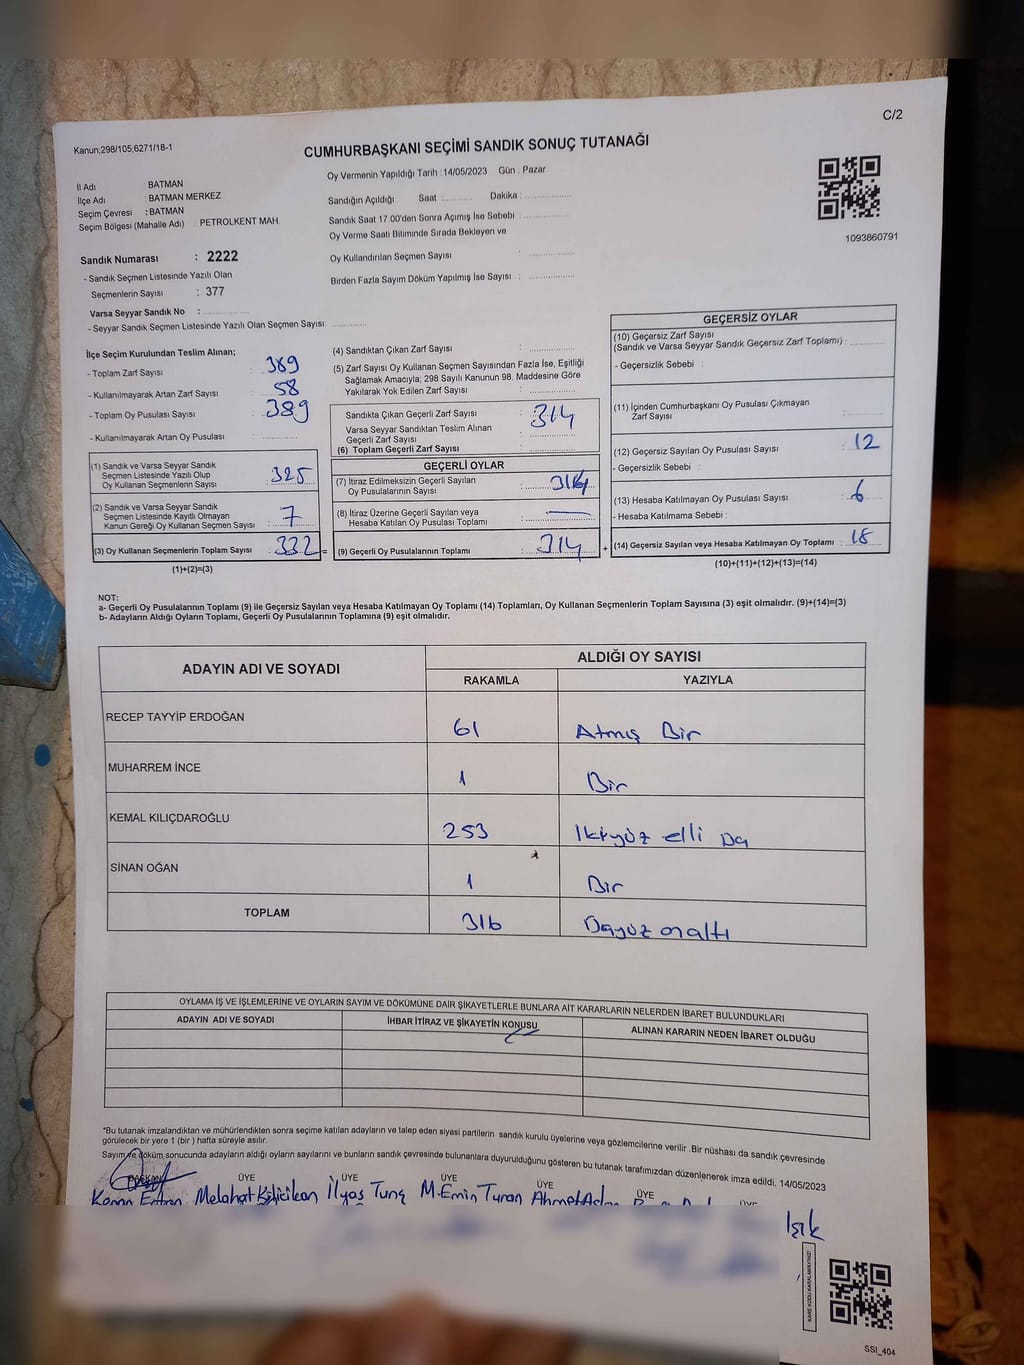 C/2
Kanun;298/105;6271/18-1
CUMHURBAŞKANI SEÇİMİ SANDIK SONUÇ TUTANAĞI
İl Adı : BATMAN
İlçe Adı : BATMAN MERKEZ
Seçim Çevresi : BATMAN
Seçim Bölgesi (Mahalle Adı) PETROLKENT MAH.
Sandık Numarası : 2222
- Sandık Seçmen Listesinde Yazılı Olan
Seçmenlerin Sayısı : 377
Varsa Seyyar Sandık No :
- Seyyar Sandık Seçmen Listesinde Yazılı Olan Seçmen Sayısı:
Oy Vermenin Yapıldığı Tarih : 14/05/2023 Gün : Pazar
Sandığın Açıldığı Saat : Dakika :
Sandık Saat 17.00'den Sonra Açımış İse Sebebi :
Oy Verme Saati Bitiminde Sırada Bekleyen ve
Oy Kullandırılan Seçmen Sayısı :
Birden Fazla Sayım Döküm Yapılmış İse Sayısı :
1093860791
İlçe Seçim Kurulundan Teslim Alınan;
- Toplam Zarf Sayısı : 389
- Kullanılmayarak Artan Zarf Sayısı : 58
- Toplam Oy Pusulası Sayısı : 389
- Kullanılmayarak Artan Oy Pusulası :
(1) Sandık ve Varsa Seyyar Sandık
Seçmen Listesinde Yazılı Olup
Oy Kullanan Seçmenlerin Sayısı : 325
(2) Sandık ve Varsa Seyyar Sandık
Seçmen Listesinde Kayıtlı Olmayan
Kanun Gereği Oy Kullanan Seçmen Sayısı : 7
(3) Oy Kullanan Seçmenlerin Toplam Sayısı : 332 =
(1)+(2)=(3)
(4) Sandıktan Çıkan Zarf Sayısı :
(5) Zarf Sayısı Oy Kullanan Seçmen Sayısından Fazla İse, Eşitliği
Sağlamak Amacıyla; 298 Sayılı Kanunun 98. Maddesine Göre
Yakılarak Yok Edilen Zarf Sayısı :
Sandıkta Çıkan Geçerli Zarf Sayısı : 314
Varsa Seyyar Sandıktan Teslim Alınan
Geçerli Zarf Sayısı :
(6) Toplam Geçerli Zarf Sayısı :
GEÇERLİ OYLAR
(7) İtiraz Edilmeksizin Geçerli Sayılan
Oy Pusulalarının Sayısı : 314
(8) İtiraz Üzerine Geçerli Sayılan veya
Hesaba Katılan Oy Pusulası Toplamı : —
(9) Geçerli Oy Pusulalarının Toplamı : 314 +
GEÇERSİZ OYLAR
(10) Geçersiz Zarf Sayısı
(Sandık ve Varsa Seyyar Sandık Geçersiz Zarf Toplamı) :
- Geçersizlik Sebebi :
(11) İçinden Cumhurbaşkanı Oy Pusulası Çıkmayan
Zarf Sayısı :
(12) Geçersiz Sayılan Oy Pusulası Sayısı : 12
- Geçersizlik Sebebi :
(13) Hesaba Katılmayan Oy Pusulası Sayısı : 6
- Hesaba Katılmama Sebebi :
(14) Geçersiz Sayılan veya Hesaba Katılmayan Oy Toplamı : 18
(10)+(11)+(12)+(13)=(14)
NOT:
a- Geçerli Oy Pusulalarının Toplamı (9) ile Geçersiz Sayılan veya Hesaba Katılmayan Oy Toplamı (14) Toplamları, Oy Kullanan Seçmenlerin Toplam Sayısına (3) eşit olmalıdır. (9)+(14)=(3)
b- Adayların Aldığı Oyların Toplamı, Geçerli Oy Pusulalarının Toplamına (9) eşit olmalıdır.
ADAYIN ADI VE SOYADI ALDIĞI OY SAYISI
RAKAMLA YAZIYLA
RECEP TAYYİP ERDOĞAN 61 Atmış Bir
MUHARREM İNCE 1 Bir
KEMAL KILIÇDAROĞLU 253 İkiyüz elli üç
SİNAN OĞAN 1 Bir
TOPLAM 316 üçyüz onaltı
OYLAMA İŞ VE İŞLEMLERİNE VE OYLARIN SAYIM VE DÖKÜMÜNE DAİR ŞİKAYETLERLE BUNLARA AİT KARARLARIN NELERDEN İBARET BULUNDUKLARI
ADAYIN ADI VE SOYADI İHBAR İTİRAZ VE ŞİKAYETİN KONUSU ALINAN KARARIN NEDEN İBARET OLDUĞU
*Bu tutanak imzalandıktan ve mühürlendikten sonra seçime katılan adayların ve talep eden siyasi partilerin sandık kurulu üyelerine veya gözlemcilerine verilir. Bir nüshası da sandık çevresinde
görülecek bir yere 1 (bir) hafta süreyle asılır.
Sayım ve döküm sonucunda adayların aldığı oyların sayılarını ve bunların sandık çevresinde bulunanlara duyurulduğunu gösteren bu tutanak tarafımızdan düzenlenerek imza edildi. 14/05/2023
BAŞKAN ÜYE ÜYE ÜYE ÜYE ÜYE ÜYE
Kenan Melahat İlyas Tunç M.Emin Turan Ahmet
Işık
SSİ_404